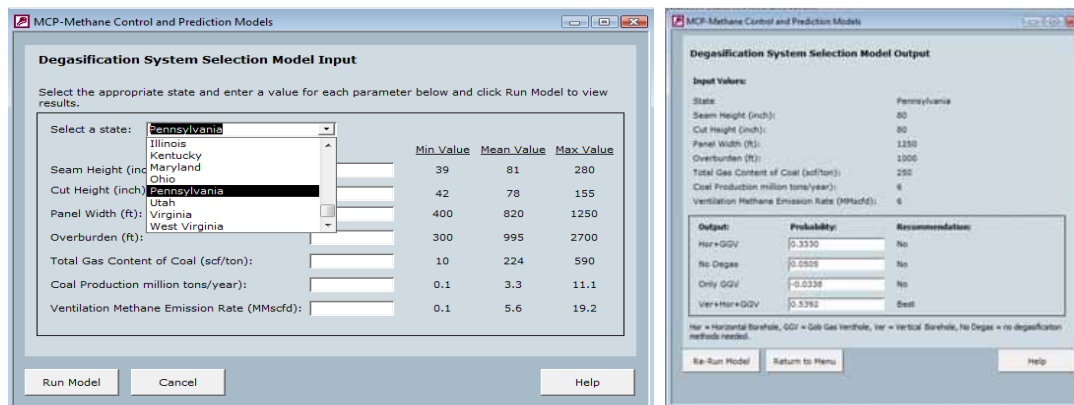 MCP-Methane Control and Prediction Models
Degasification System Selection Model Input
Select the appropriate state and enter a value for each parameter below and click Run Model to view
results.
Select a state: Pennsylvania
Illinois
Kentucky
Maryland
Ohio
Pennsylvania
Utah
Virginia
West Virginia
Min Value Mean Value Max Value
Seam Height (inc 39 81 280
Cut Height (inch) 42 78 155
Panel Width (ft): 400 820 1250
Overburden (ft): 300 995 2700
Total Gas Content of Coal (scf/ton): 10 224 590
Coal Production million tons/year): 0.1 3.3 11.1
Ventilation Methane Emission Rate (MMscfd): 0.1 5.6 19.2
Run Model Cancel Help
MCP-Methane Control and Prediction Models
Degasification System Selection Model Output
Input Values:
State Pennsylvania
Seam Height (inch): 80
Cut Height (inch): 80
Panel Width (ft): 1250
Overburden (ft): 1000
Total Gas Content of Coal (scf/ton): 250
Coal Production million tons/year): 6
Ventilation Methane Emission Rate (MMscfd): 6
Output: Probability: Recommendation:
Hor+GGV 0.3330 No
No Degas 0.0505 No
Only GGV -0.0338 No
Ver+Hor+GGV 0.5392 Best
Hor = Horizontal Borehole, GGV = Gob Gas Venthole, Ver = Vertical Borehole, No Degas = no degasification
methods needed.
Re-Run Model Return to Menu Help